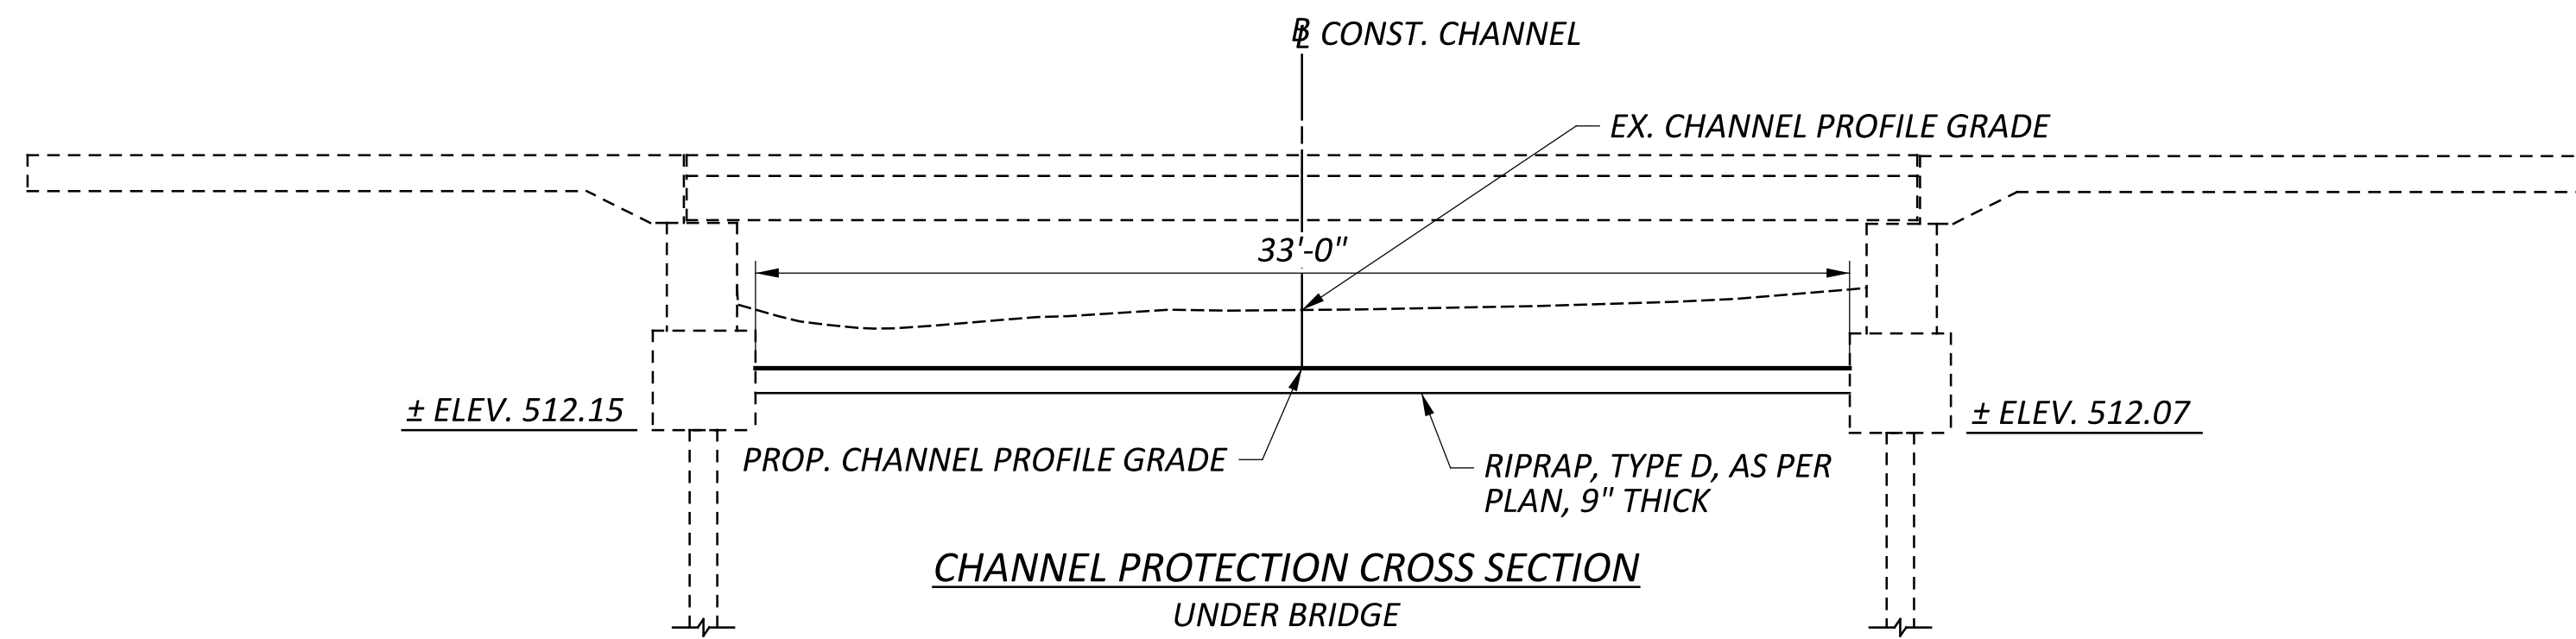 ℄ CONST. CHANNEL
EX. CHANNEL PROFILE GRADE
33'-0"
± ELEV. 512.15
± ELEV. 512.07
PROP. CHANNEL PROFILE GRADE
RIPRAP, TYPE D, AS PER
PLAN, 9" THICK
CHANNEL PROTECTION CROSS SECTION
UNDER BRIDGE